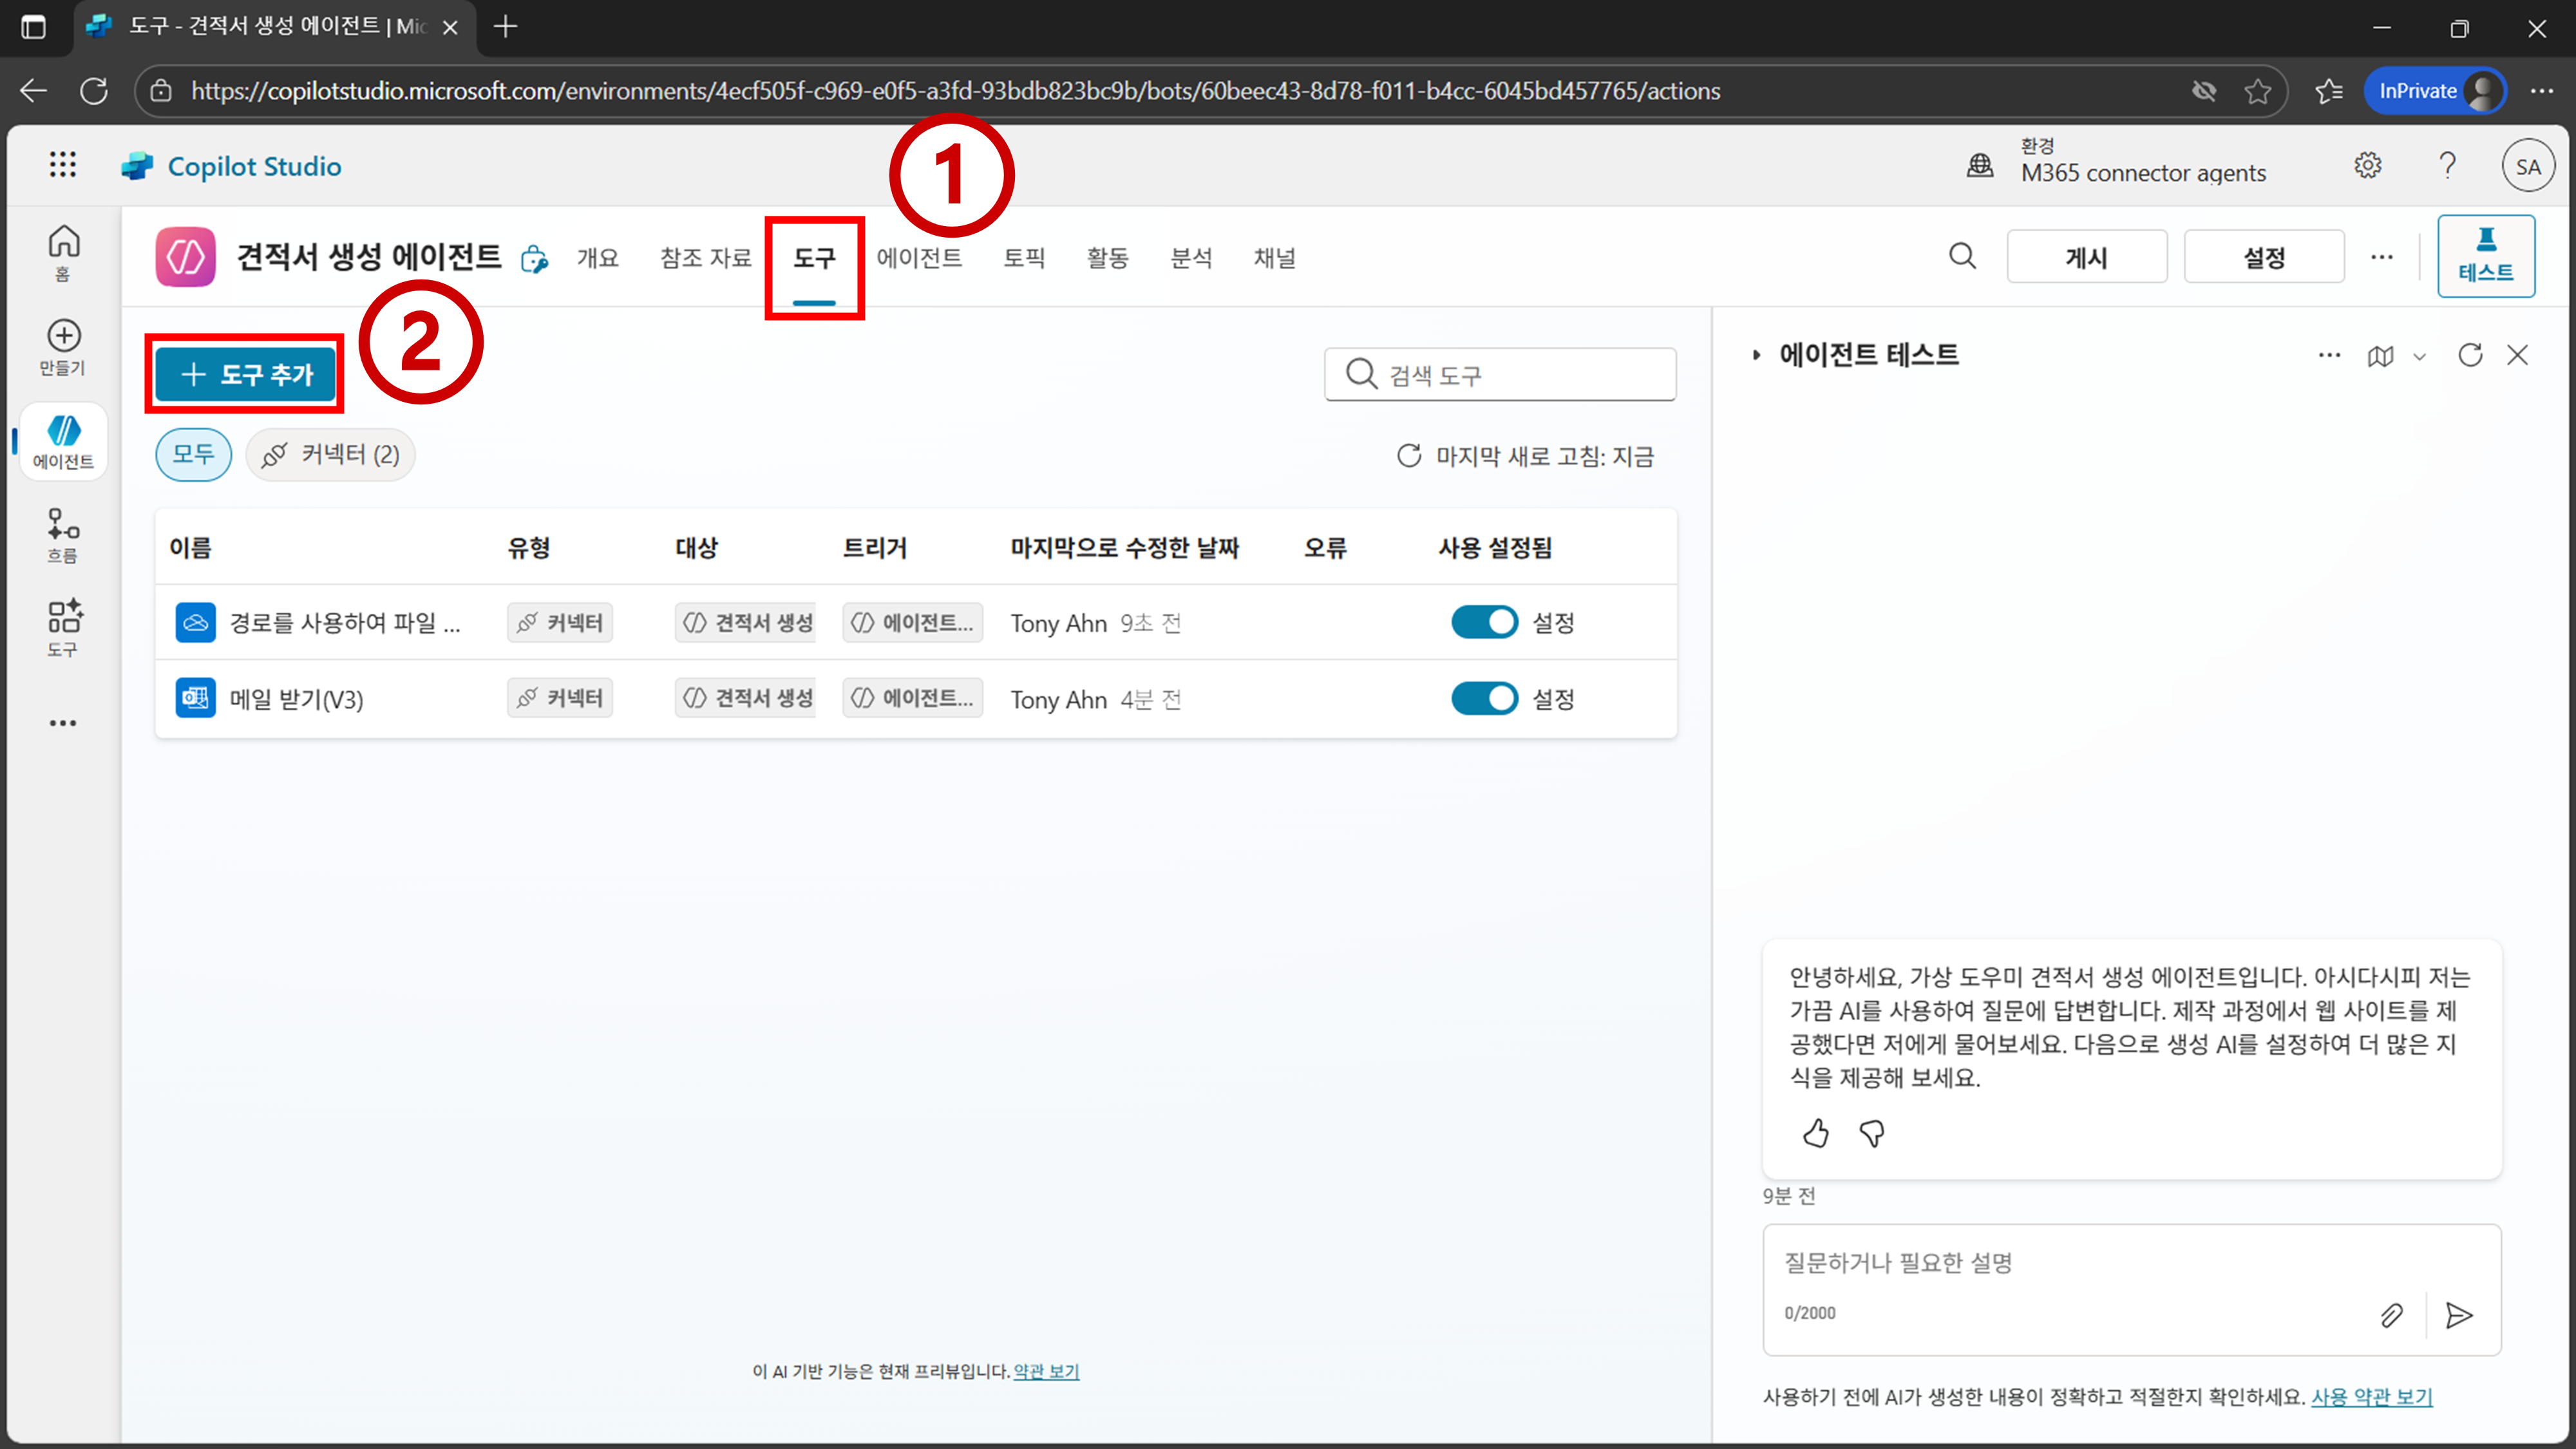 도구 - 견적서 생성 에이전트 | Mic
https://copilotstudio.microsoft.com/environments/4ecf505f-c969-e0f5-a3fd-93bdb823bc9b/bots/60beec43-8d78-f011-b4cc-6045bd457765/actions
InPrivate
Copilot Studio
환경
M365 connector agents
SA
1
홈
만들기
에이전트
흐름
도구
견적서 생성 에이전트
개요
참조 자료
도구
에이전트
토픽
활동
분석
채널
게시
설정
테스트
2
도구 추가
검색 도구
모두
커넥터 (2)
마지막 새로 고침: 지금
이름 유형 대상 트리거 마지막으로 수정한 날짜 오류 사용 설정됨
경로를 사용하여 파일 ... 커넥터 견적서 생성 에이전트... Tony Ahn 9초 전 설정
메일 받기(V3) 커넥터 견적서 생성 에이전트... Tony Ahn 4분 전 설정
이 AI 기반 기능은 현재 프리뷰입니다. 약관 보기
에이전트 테스트
안녕하세요, 가상 도우미 견적서 생성 에이전트입니다. 아시다시피 저는
가끔 AI를 사용하여 질문에 답변합니다. 제작 과정에서 웹 사이트를 제
공했다면 저에게 물어보세요. 다음으로 생성 AI를 설정하여 더 많은 지
식을 제공해 보세요.
9분 전
질문하거나 필요한 설명
0/2000
사용하기 전에 AI가 생성한 내용이 정확하고 적절한지 확인하세요. 사용 약관 보기